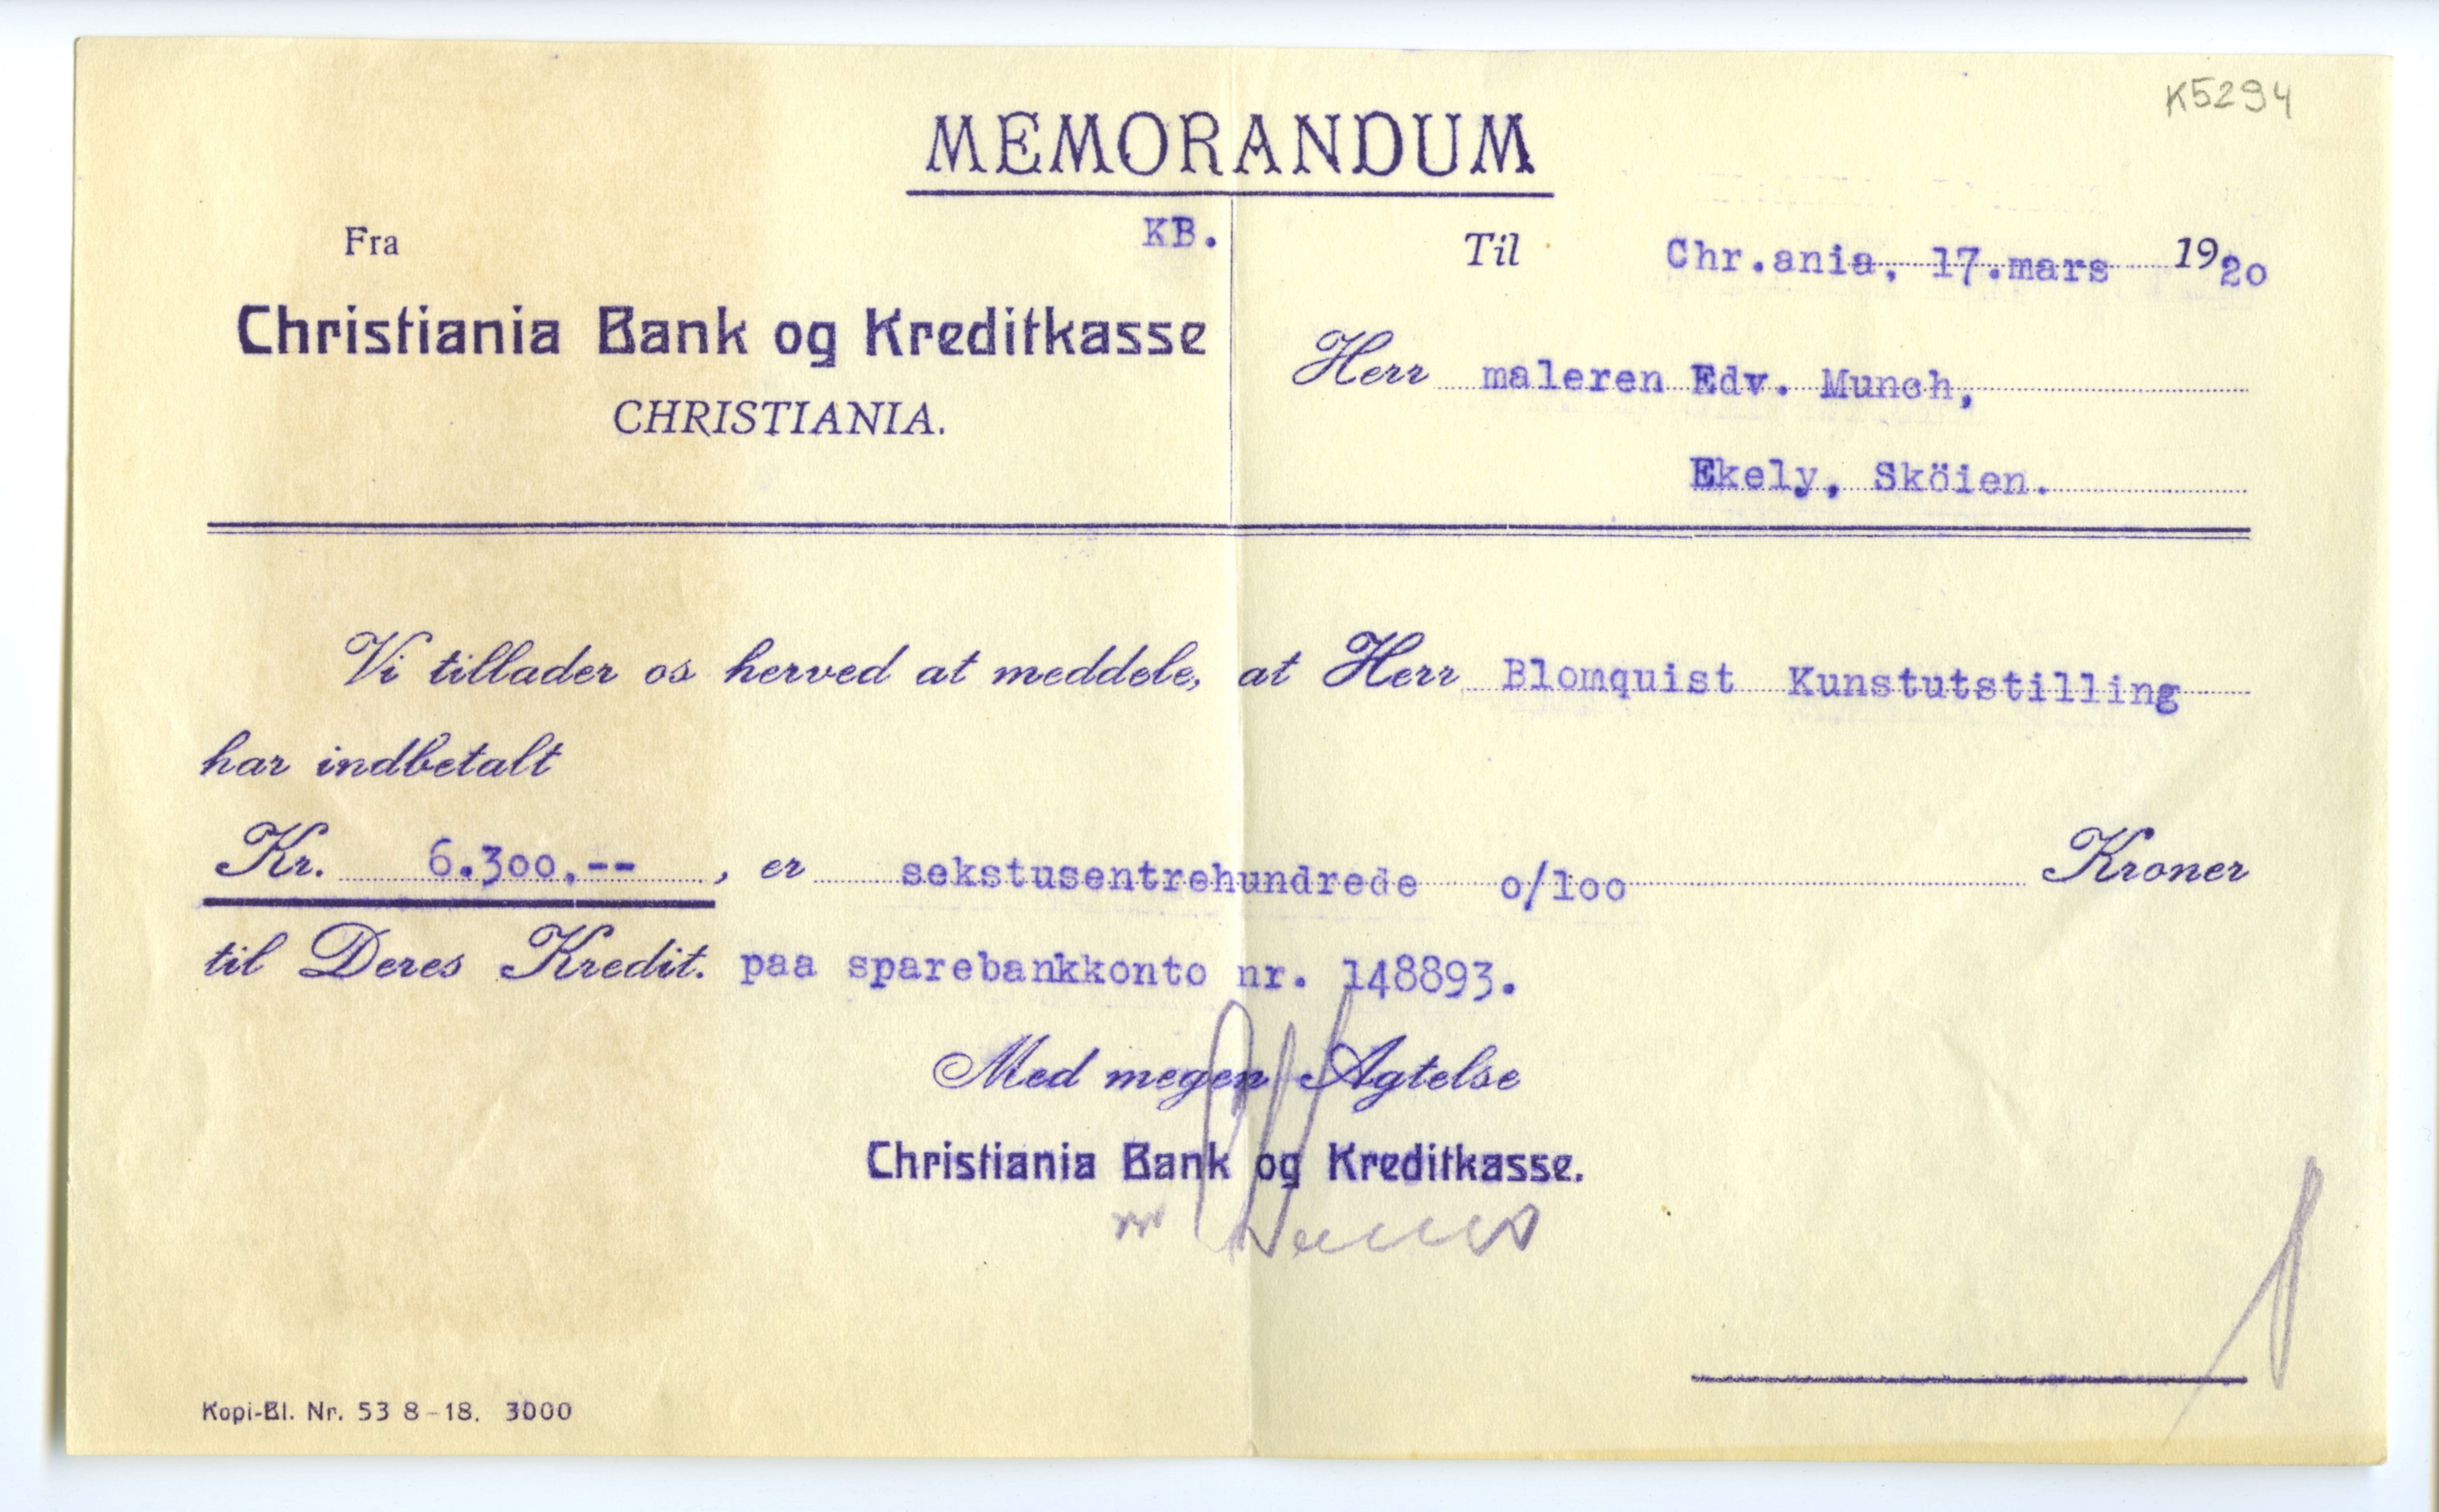 K5294
MEMORANDUM
Fra
KB.
Christiania Bank og Kreditkasse
CHRISTIANIA.
Til Chr.ania, 17.mars 1920
Herr maleren Edv. Munch,
Ekely, Sköien.
Vi tillader os herved at meddele, at Herr Blomquist Kunstutstilling
har indbetalt
Kr. 6.300.--, er sekstusentrehundrede o/100 Kroner
til Deres Kredit. paa sparebankkonto nr. 148893.
Med megen Agtelse
Christiania Bank og Kreditkasse.
Kopi-Bl. Nr. 53 8-18. 3000